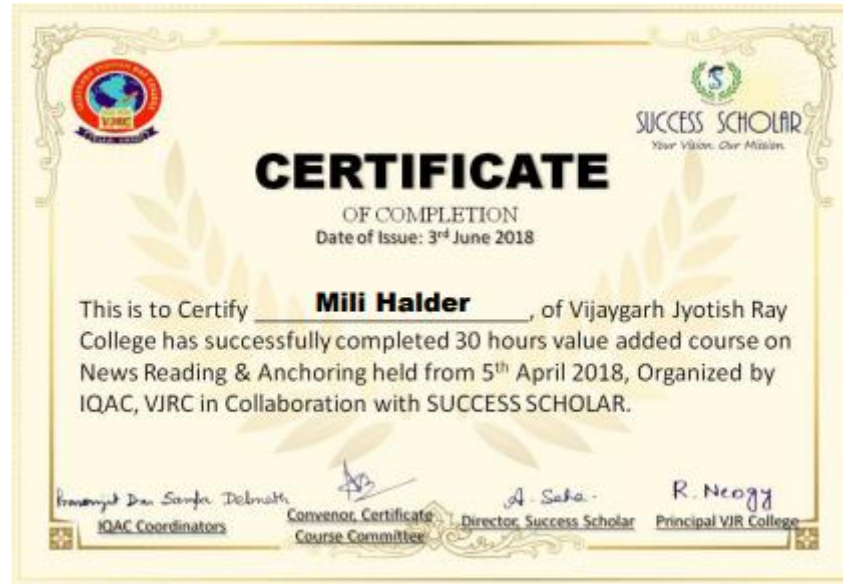 VJRC
SUCCESS SCHOLAR
Your Vision. Our Mission.
CERTIFICATE
OF COMPLETION
Date of Issue: 3rd June 2018
This is to Certify Mili Halder, of Vijaygarh Jyotish Ray
College has successfully completed 30 hours value added course on
News Reading & Anchoring held from 5th April 2018, Organized by
IQAC, VJRC in Collaboration with SUCCESS SCHOLAR.
A. Saha.
R. Neogy
IQAC Coordinators
Convenor, Certificate
Course Committee
Director, Success Scholar
Principal VJR College